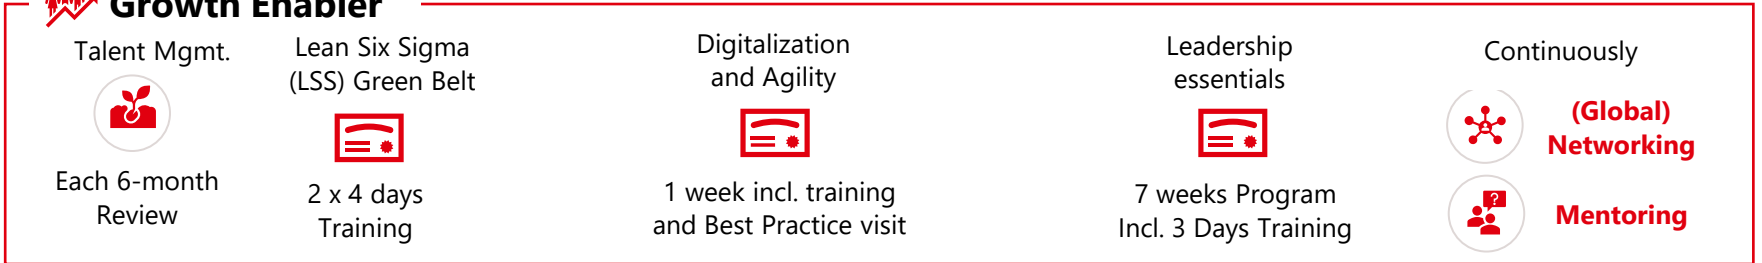 Growth Enabler
Talent Mgmt.
Each 6-month
Review
Lean Six Sigma
(LSS) Green Belt
2 x 4 days
Training
Digitalization
and Agility
1 week incl. training
and Best Practice visit
Leadership
essentials
7 weeks Program
Incl. 3 Days Training
Continuously
(Global)
Networking
?
Mentoring